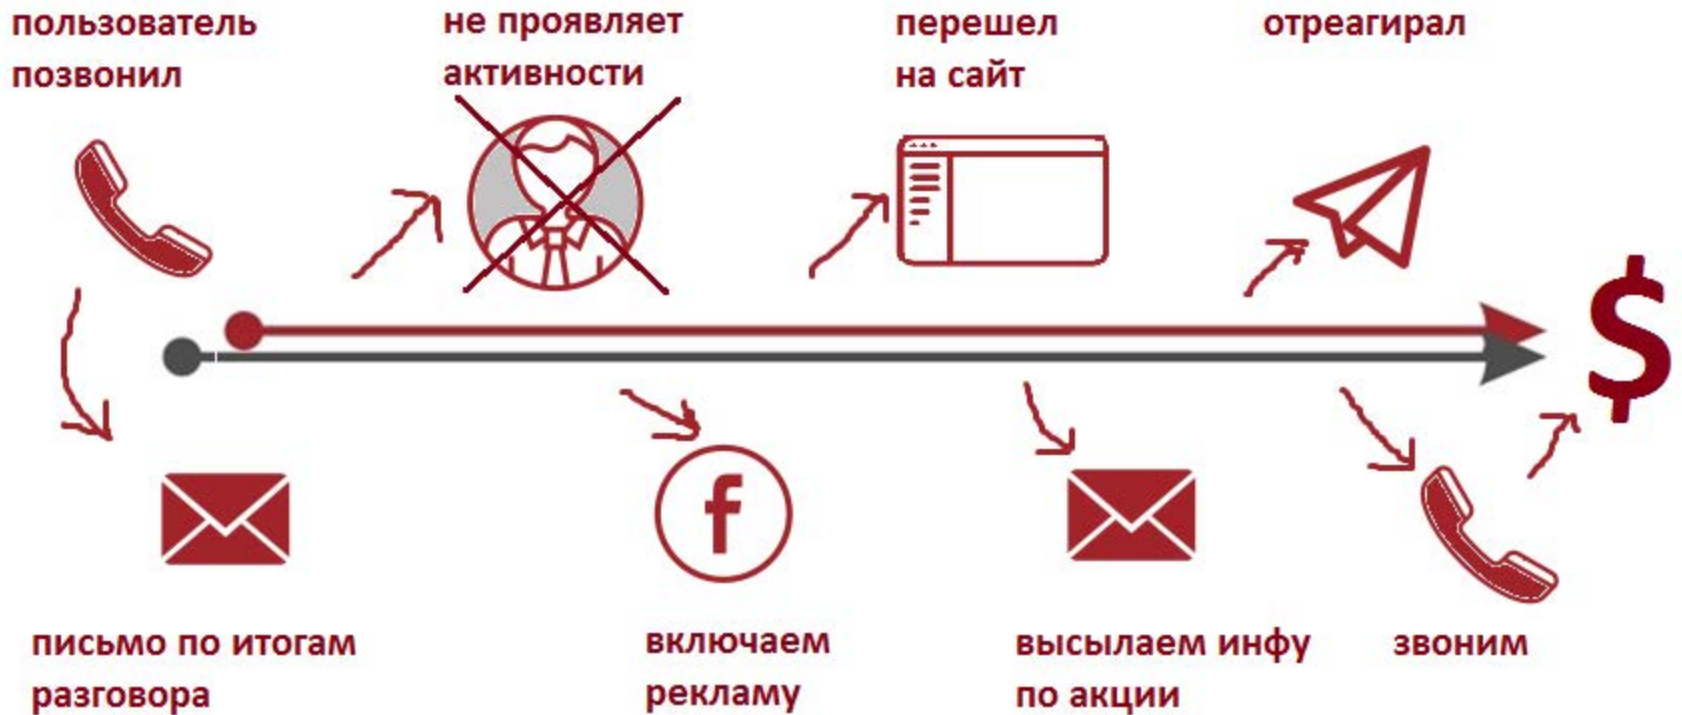 пользователь
позвонил
не проявляет
активности
перешел
на сайт
отреагирал
$
f
письмо по итогам
разговора
включаем
рекламу
высылаем инфу
по акции
звоним